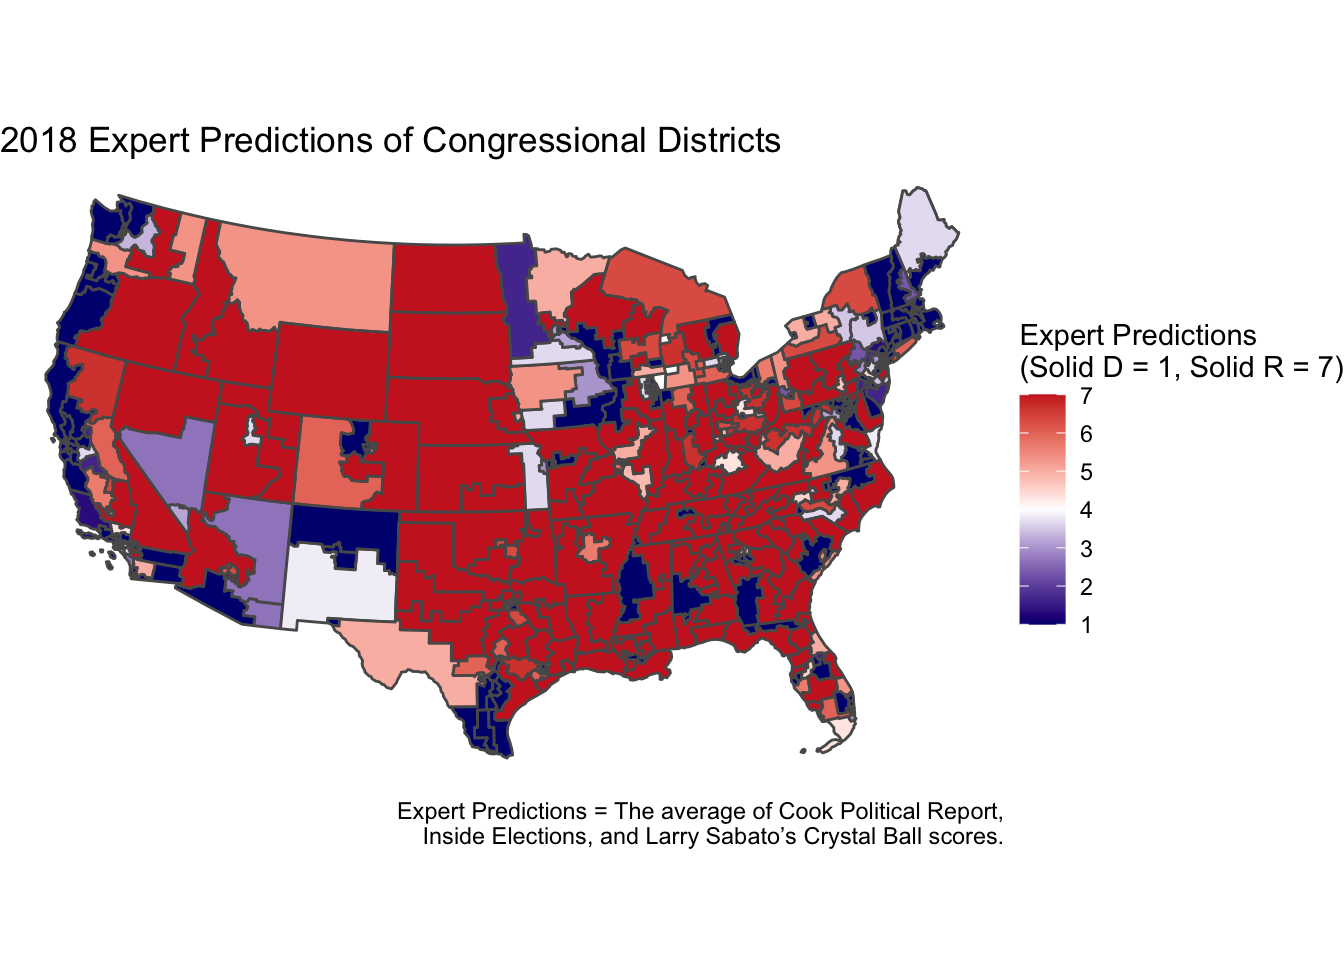 2018 Expert Predictions of Congressional Districts
Expert Predictions
(Solid D = 1, Solid R = 7)
7
6
5
4
3
2
1
Expert Predictions = The average of Cook Political Report,
Inside Elections, and Larry Sabato’s Crystal Ball scores.